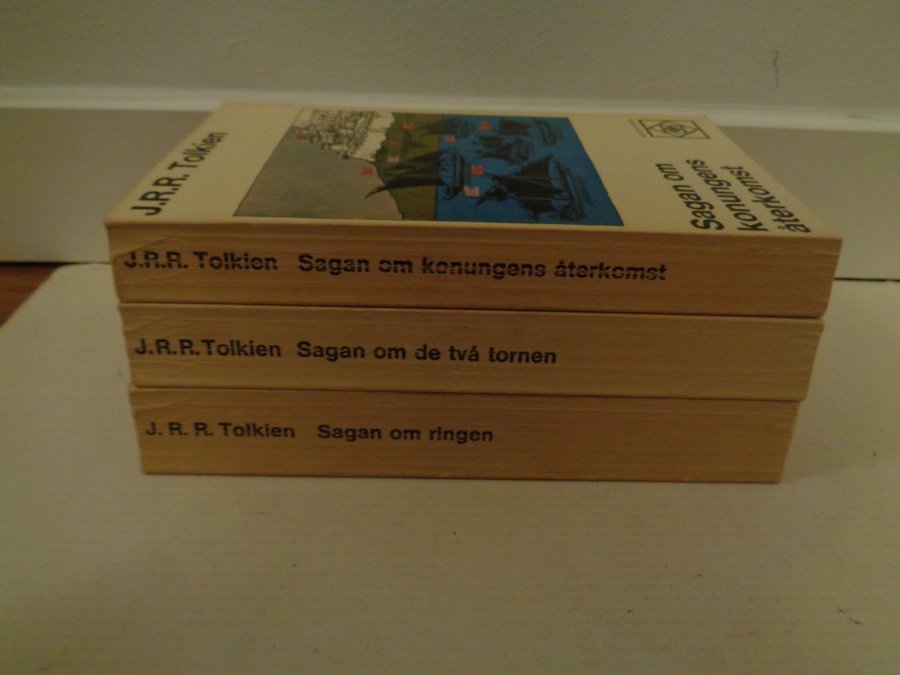 J.R.R. Tolkien
Sagan om
konungens
återkomst
J.R.R. Tolkien Sagan om konungens återkomst
J.R.R. Tolkien Sagan om de två tornen
J. R. R. Tolkien Sagan om ringen